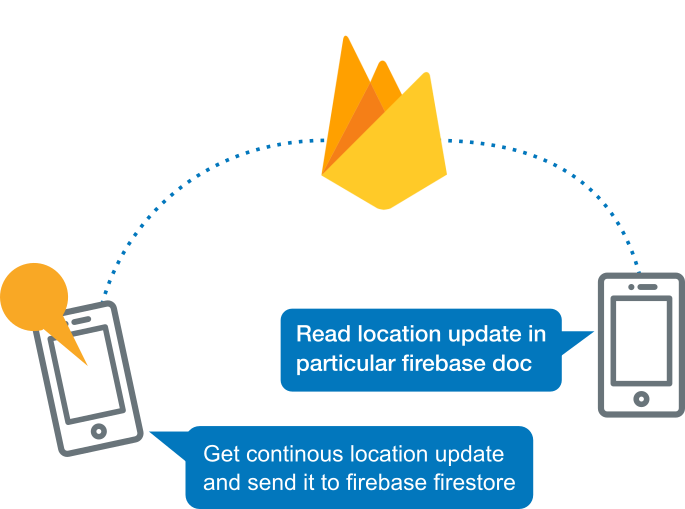 Read location update in
particular firebase doc
Get continous location update
and send it to firebase firestore